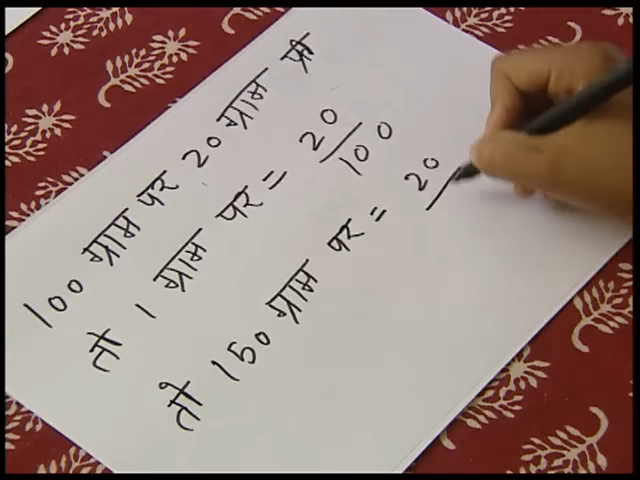 100 ग्राम पर 20 ग्राम
तो 1 ग्राम पर = 20/100
तो 150 ग्राम पर = 20